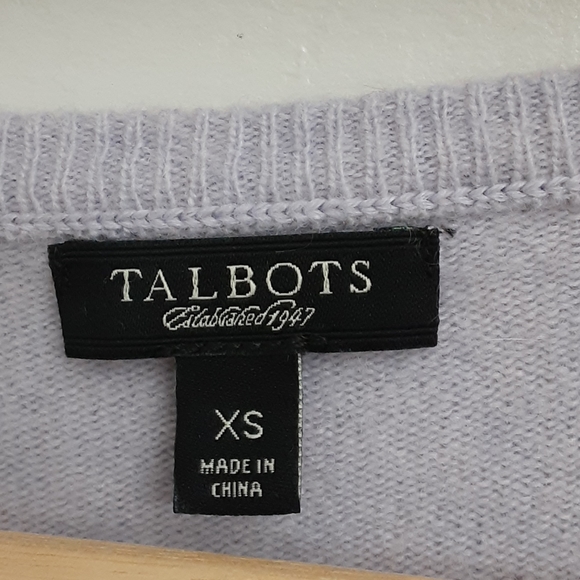 TALBOTS
Established 1947
XS
MADE IN
CHINA